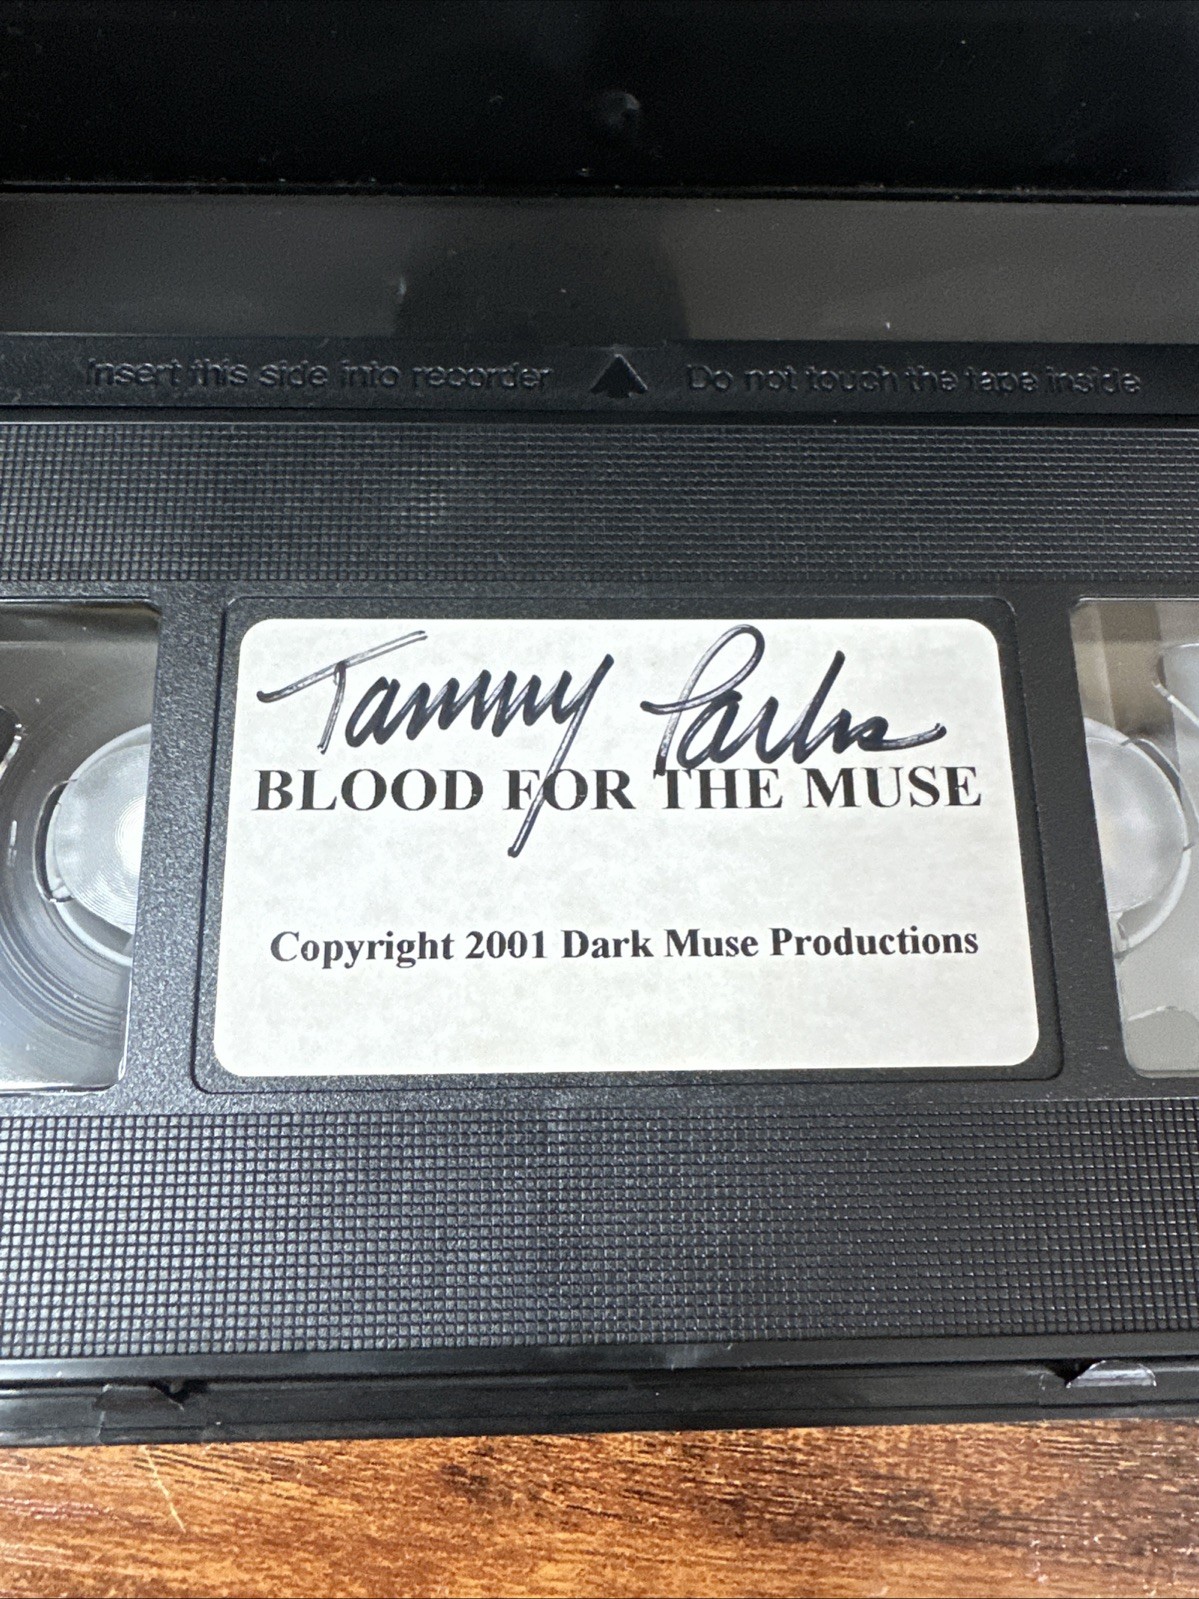 Insert this side into recorder Do not touch the tape inside
Tammy Parks
BLOOD FOR THE MUSE
Copyright 2001 Dark Muse Productions